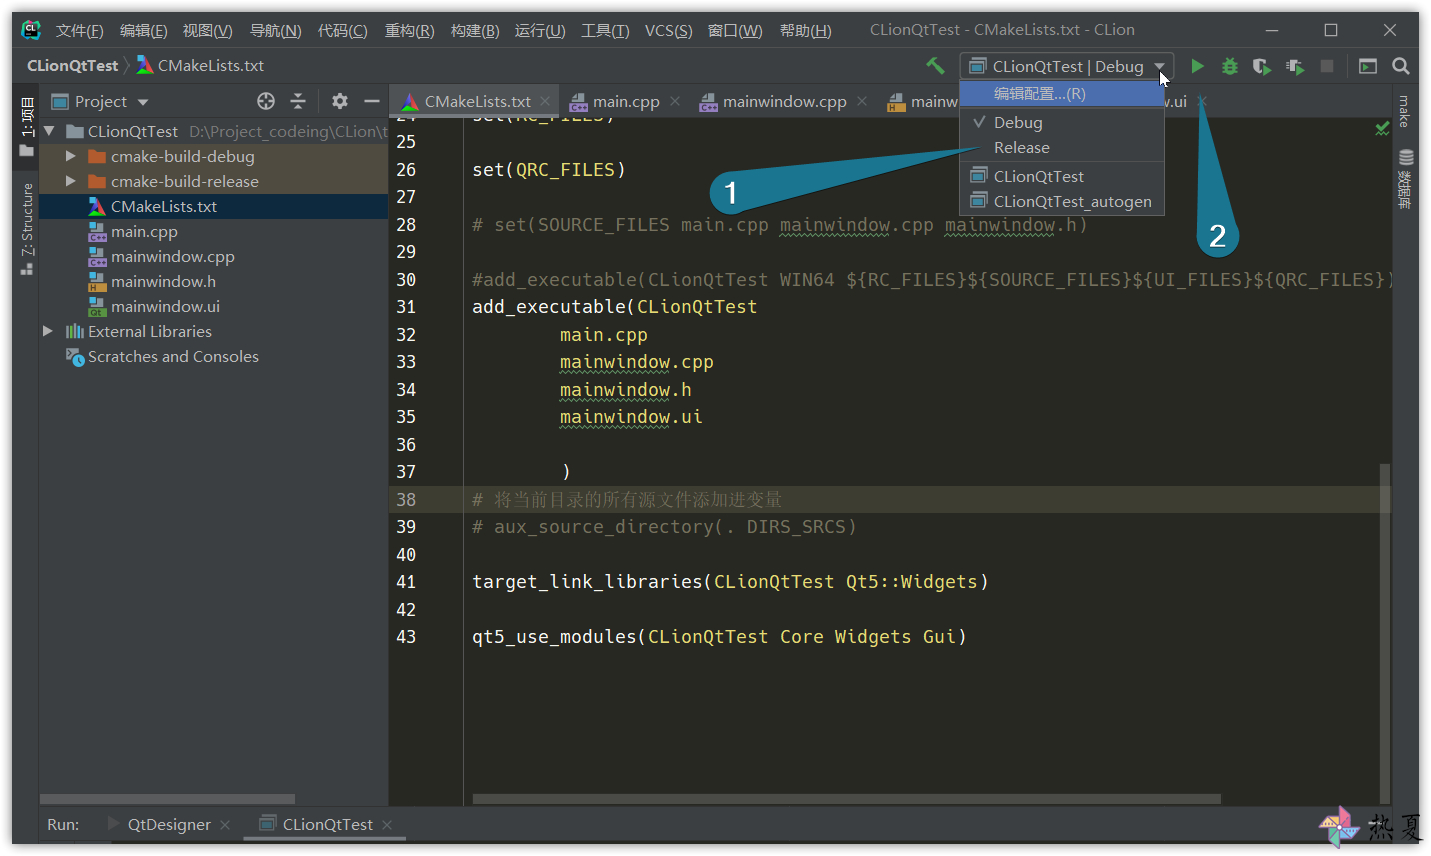 文件(F) 编辑(E) 视图(V) 导航(N) 代码(C) 重构(R) 构建(B) 运行(U) 工具(T) VCS(S) 窗口(W) 帮助(H) CLionQtTest - CMakeLists.txt - CLion
CLionQtTest CMakeLists.txt CLionQtTest | Debug
Project CMakeLists.txt main.cpp mainwindow.cpp mainw .ui
编辑配置...(R)
Debug
Release
CLionQtTest
CLionQtTest_autogen
1
2
1: 项目
Z: Structure
make
数据库
CLionQtTest D:\Project_codeing\CLion\t
cmake-build-debug
cmake-build-release
CMakeLists.txt
main.cpp
mainwindow.cpp
mainwindow.h
mainwindow.ui
External Libraries
Scratches and Consoles
24 set(RC_FILES)
25
26 set(QRC_FILES)
27
28 # set(SOURCE_FILES main.cpp mainwindow.cpp mainwindow.h)
29
30 #add_executable(CLionQtTest WIN64 ${RC_FILES}${SOURCE_FILES}${UI_FILES}${QRC_FILES})
31 add_executable(CLionQtTest
32 main.cpp
33 mainwindow.cpp
34 mainwindow.h
35 mainwindow.ui
36
37 )
38 # 将当前目录的所有源文件添加进变量
39 # aux_source_directory(. DIRS_SRCS)
40
41 target_link_libraries(CLionQtTest Qt5::Widgets)
42
43 qt5_use_modules(CLionQtTest Core Widgets Gui)
Run: QtDesigner CLionQtTest
热夏